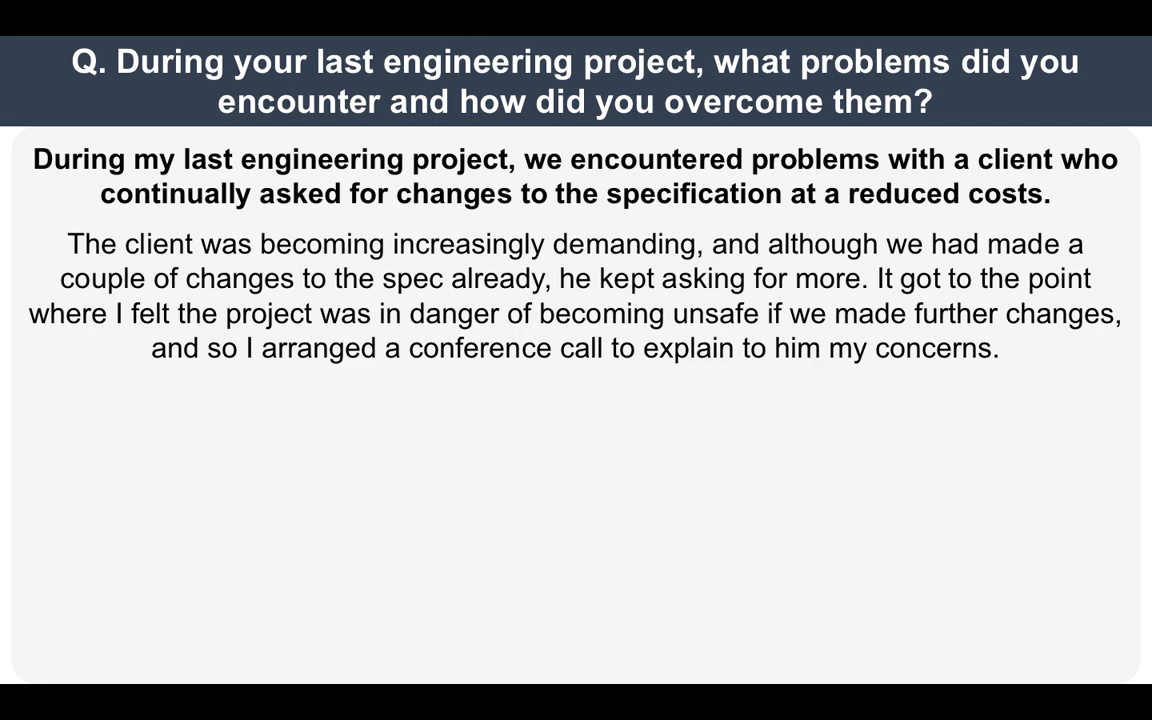 Q. During your last engineering project, what problems did you
encounter and how did you overcome them?
During my last engineering project, we encountered problems with a client who
continually asked for changes to the specification at a reduced costs.
The client was becoming increasingly demanding, and although we had made a
couple of changes to the spec already, he kept asking for more. It got to the point
where I felt the project was in danger of becoming unsafe if we made further changes,
and so I arranged a conference call to explain to him my concerns.